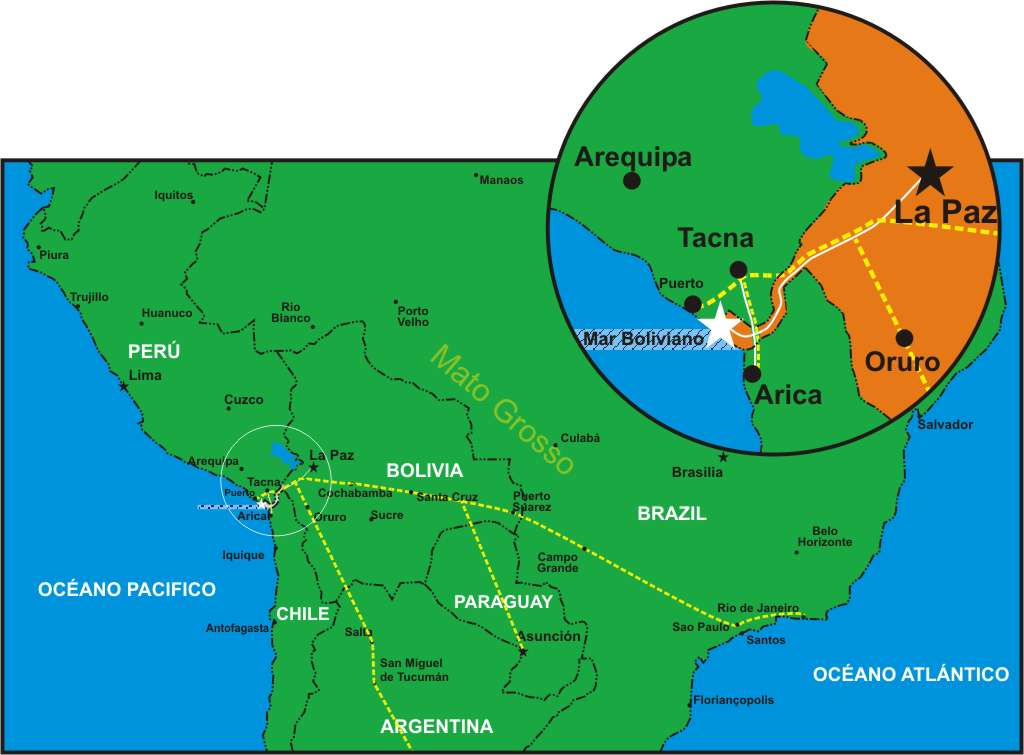 Arequipa
La Paz
Tacna
Puerto
Mar Boliviano
Oruro
Arica
Manaos
Iquitos
Piura
Trujillo
Huanuco
Rio
Blanco
Porto
Velho
PERÚ
Lima
Mato Grosso
Cuzco
Salvador
Culabá
Arequipa
La Paz
BOLIVIA
Brasilia
Tacna
Puerto
Cochabamba
Santa Cruz
Puerto
Súarez
Arica
Oruro
Sucre
BRAZIL
Belo
Horizonte
Iquique
Campo
Grande
OCÉANO PACIFICO
CHILE
PARAGUAY
Rio de Janeiro
Antofagasta
Salta
Asunción
Sao Paulo
Santos
San Miguel
de Tucumán
OCÉANO ATLÁNTICO
Floriançopolis
ARGENTINA